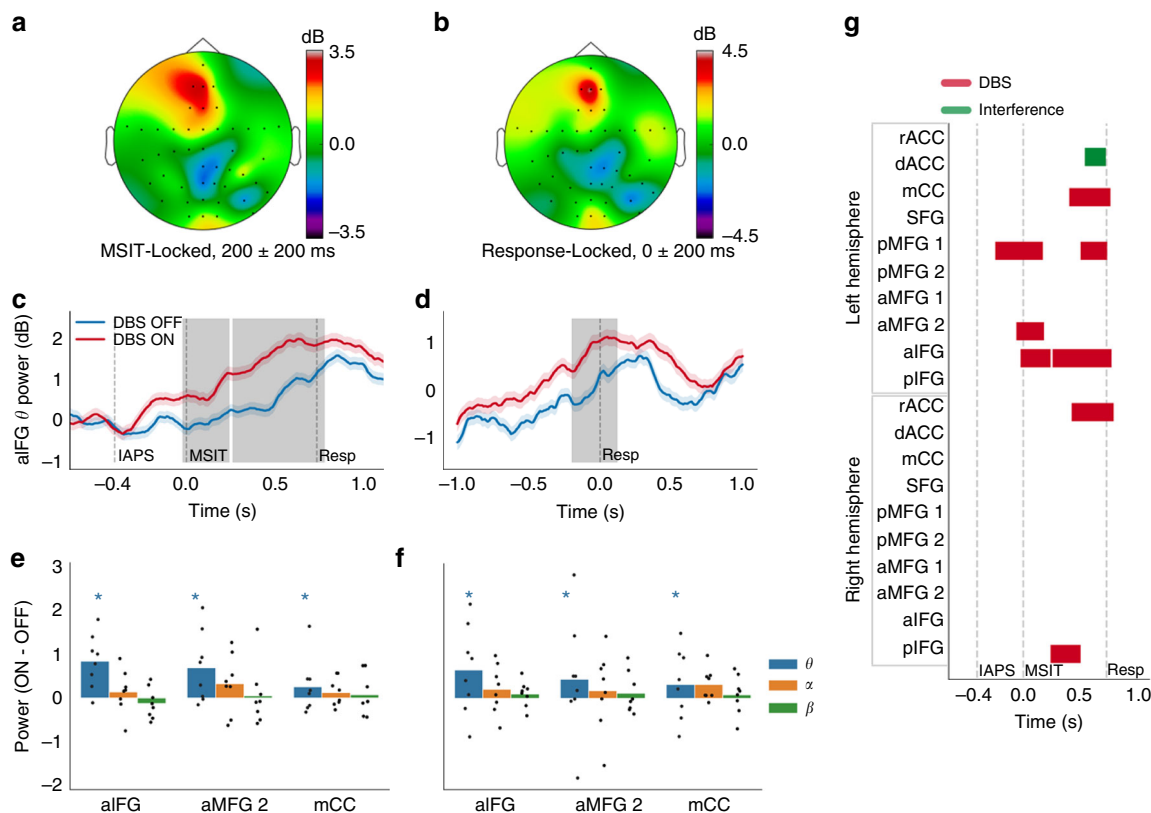 a
dB
3.5
0.0
−3.5
MSIT-Locked, 200 ± 200 ms
b
dB
4.5
0.0
−4.5
Response-Locked, 0 ± 200 ms
c
DBS OFF
DBS ON
aIFG θ power (dB)
2
1
0
−1
IAPS
MSIT
Resp
−0.4
0.0
0.5
1.0
Time (s)
d
1
0
−1
Resp
−1.0
−0.5
0.0
0.5
1.0
Time (s)
e
Power (ON - OFF)
3
2
1
0
−1
−2
*
*
*
aIFG
aMFG 2
mCC
f
*
*
*
aIFG
aMFG 2
mCC
θ
α
β
g
DBS
Interference
Left hemisphere
rACC
dACC
mCC
SFG
pMFG 1
pMFG 2
aMFG 1
aMFG 2
aIFG
pIFG
Right hemisphere
rACC
dACC
mCC
SFG
pMFG 1
pMFG 2
aMFG 1
aMFG 2
aIFG
pIFG
IAPS
MSIT
Resp
−0.4
0.0
0.5
1.0
Time (s)